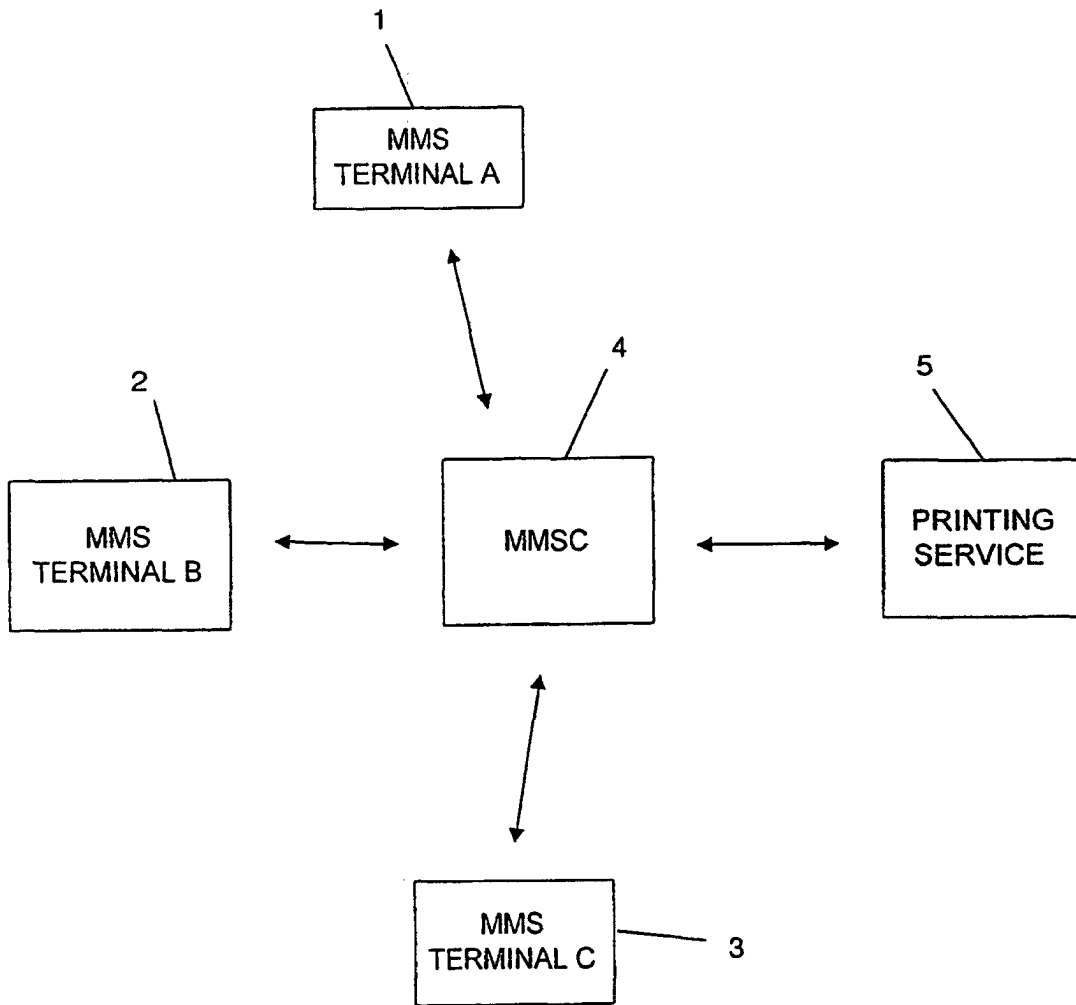 1
MMS
TERMINAL A
4
5
2
MMS
TERMINAL B
MMSC
PRINTING
SERVICE
MMS
TERMINAL C
3